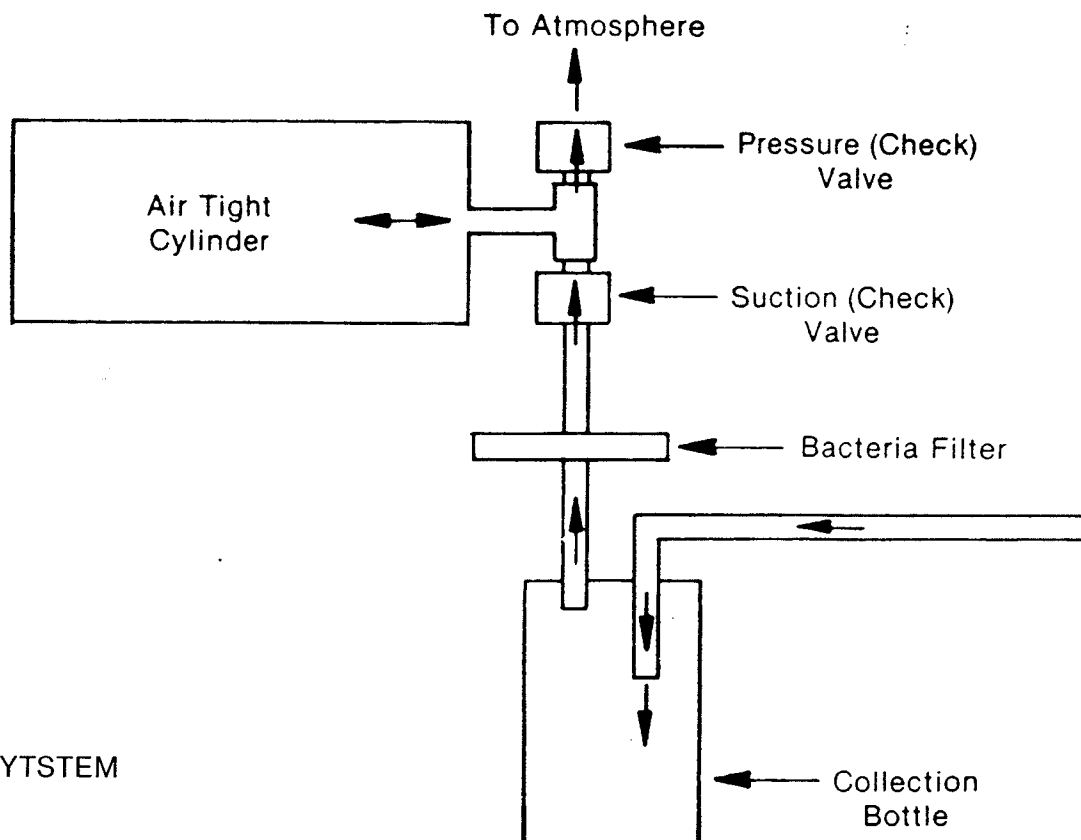 To Atmosphere
Pressure (Check)
Valve
Air Tight
Cylinder
Suction (Check)
Valve
Bacteria Filter
YTSTEM
Collection
Bottle